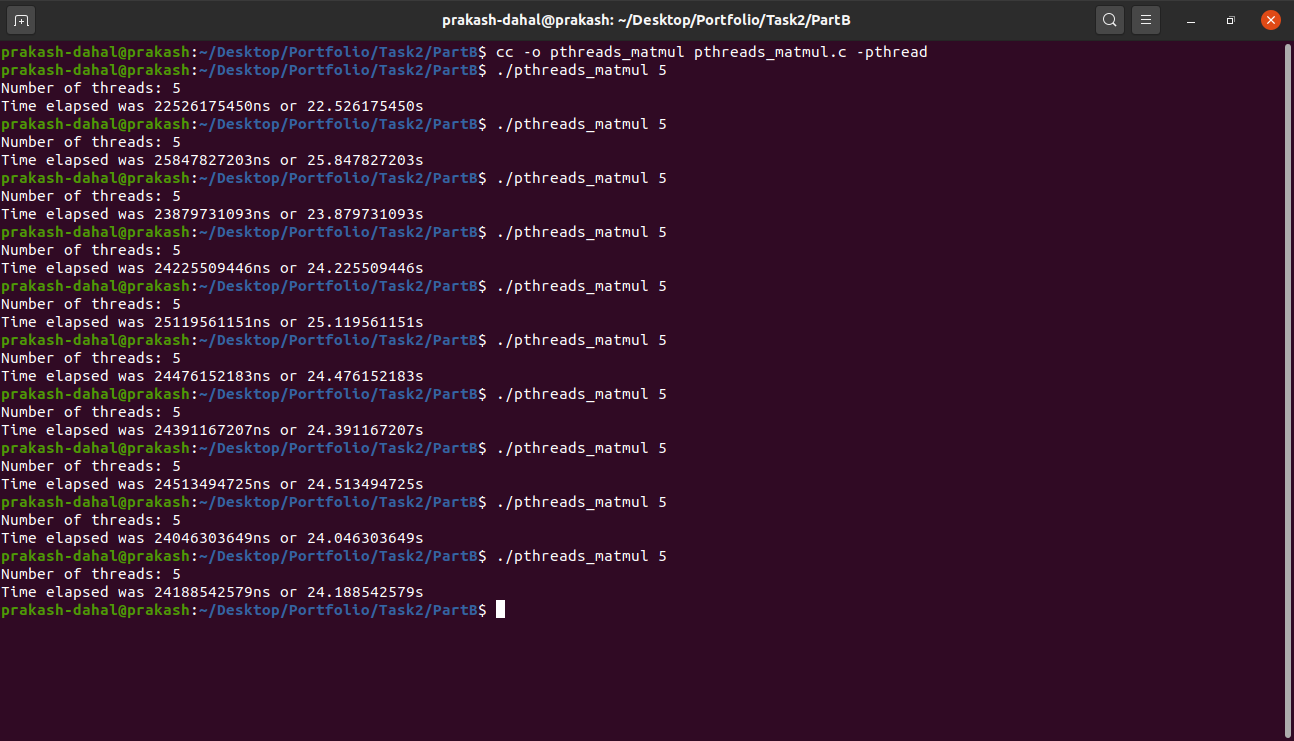 prakash-dahal@prakash: ~/Desktop/Portfolio/Task2/PartB
prakash-dahal@prakash:~/Desktop/Portfolio/Task2/PartB$ cc -o pthreads_matmul pthreads_matmul.c -pthread
prakash-dahal@prakash:~/Desktop/Portfolio/Task2/PartB$ ./pthreads_matmul 5
Number of threads: 5
Time elapsed was 22526175450ns or 22.526175450s
prakash-dahal@prakash:~/Desktop/Portfolio/Task2/PartB$ ./pthreads_matmul 5
Number of threads: 5
Time elapsed was 25847827203ns or 25.847827203s
prakash-dahal@prakash:~/Desktop/Portfolio/Task2/PartB$ ./pthreads_matmul 5
Number of threads: 5
Time elapsed was 23879731093ns or 23.879731093s
prakash-dahal@prakash:~/Desktop/Portfolio/Task2/PartB$ ./pthreads_matmul 5
Number of threads: 5
Time elapsed was 24225509446ns or 24.225509446s
prakash-dahal@prakash:~/Desktop/Portfolio/Task2/PartB$ ./pthreads_matmul 5
Number of threads: 5
Time elapsed was 25119561151ns or 25.119561151s
prakash-dahal@prakash:~/Desktop/Portfolio/Task2/PartB$ ./pthreads_matmul 5
Number of threads: 5
Time elapsed was 24476152183ns or 24.476152183s
prakash-dahal@prakash:~/Desktop/Portfolio/Task2/PartB$ ./pthreads_matmul 5
Number of threads: 5
Time elapsed was 24391167207ns or 24.391167207s
prakash-dahal@prakash:~/Desktop/Portfolio/Task2/PartB$ ./pthreads_matmul 5
Number of threads: 5
Time elapsed was 24513494725ns or 24.513494725s
prakash-dahal@prakash:~/Desktop/Portfolio/Task2/PartB$ ./pthreads_matmul 5
Number of threads: 5
Time elapsed was 24046303649ns or 24.046303649s
prakash-dahal@prakash:~/Desktop/Portfolio/Task2/PartB$ ./pthreads_matmul 5
Number of threads: 5
Time elapsed was 24188542579ns or 24.188542579s
prakash-dahal@prakash:~/Desktop/Portfolio/Task2/PartB$